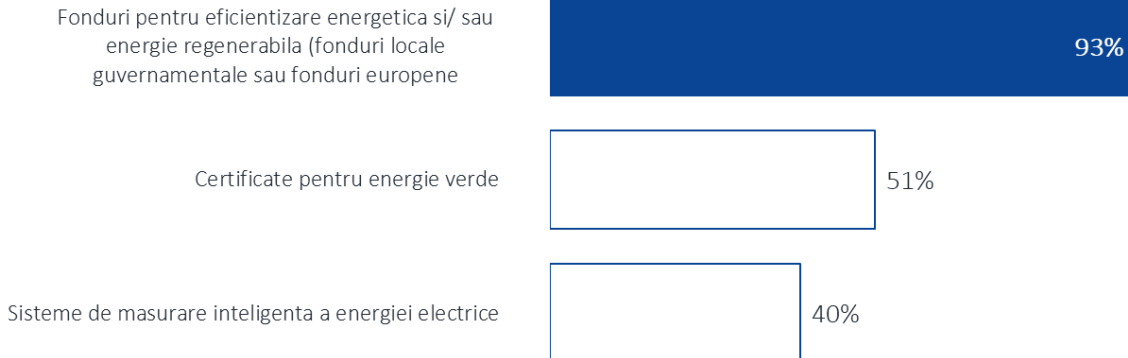 Fonduri pentru eficientizare energetica si/ sau
energie regenerabila (fonduri locale
guvernamentale sau fonduri europene
93%
Certificate pentru energie verde
51%
Sisteme de masurare inteligenta a energiei electrice
40%